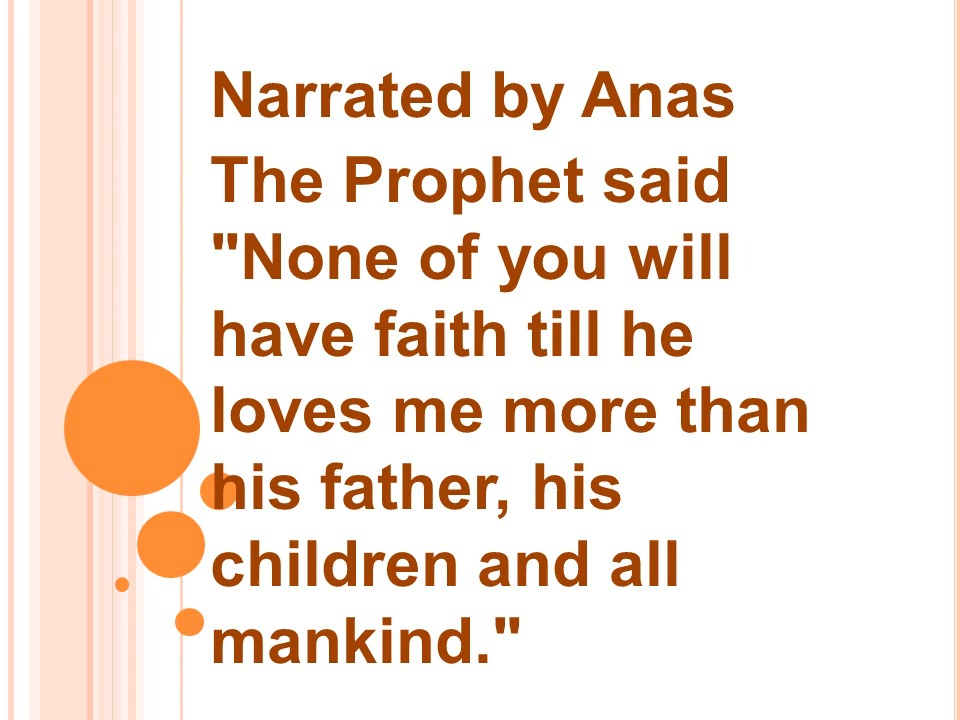 Narrated by Anas
The Prophet said
"None of you will
have faith till he
loves me more than
his father, his
children and all
mankind."